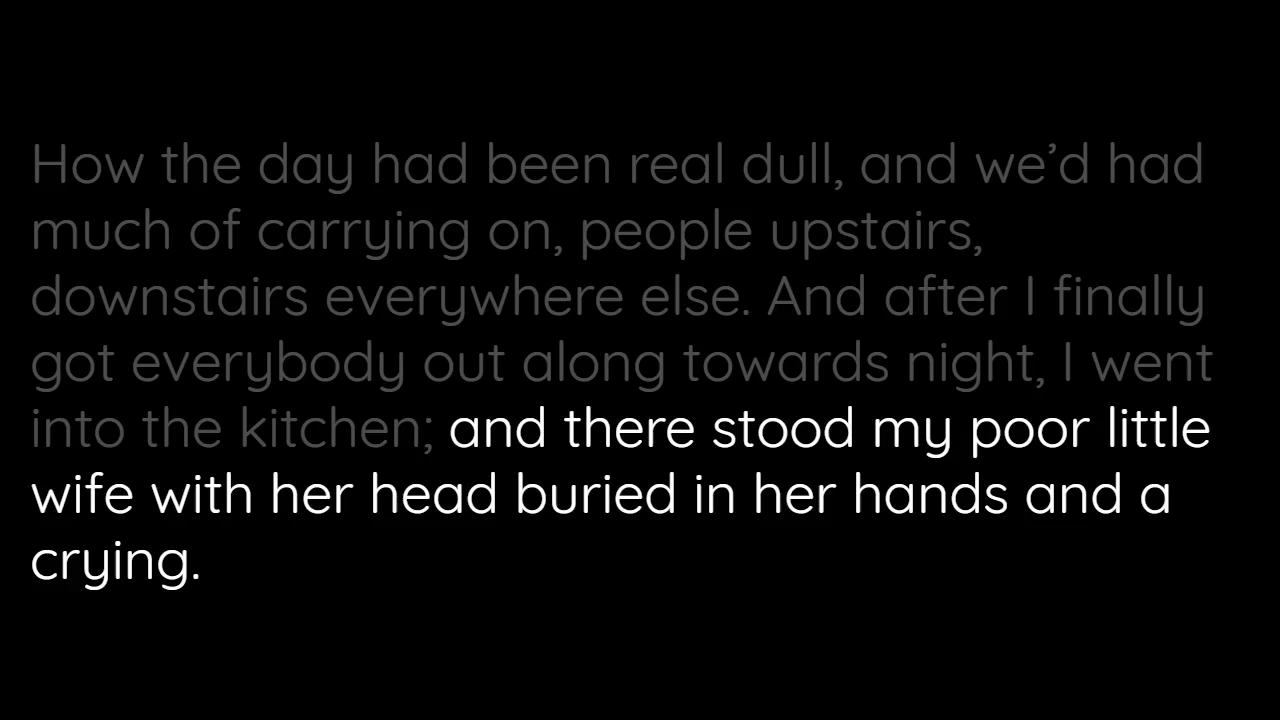 How the day had been real dull, and we’d had
much of carrying on, people upstairs,
downstairs everywhere else. And after I finally
got everybody out along towards night, I went
into the kitchen; and there stood my poor little
wife with her head buried in her hands and a
crying.